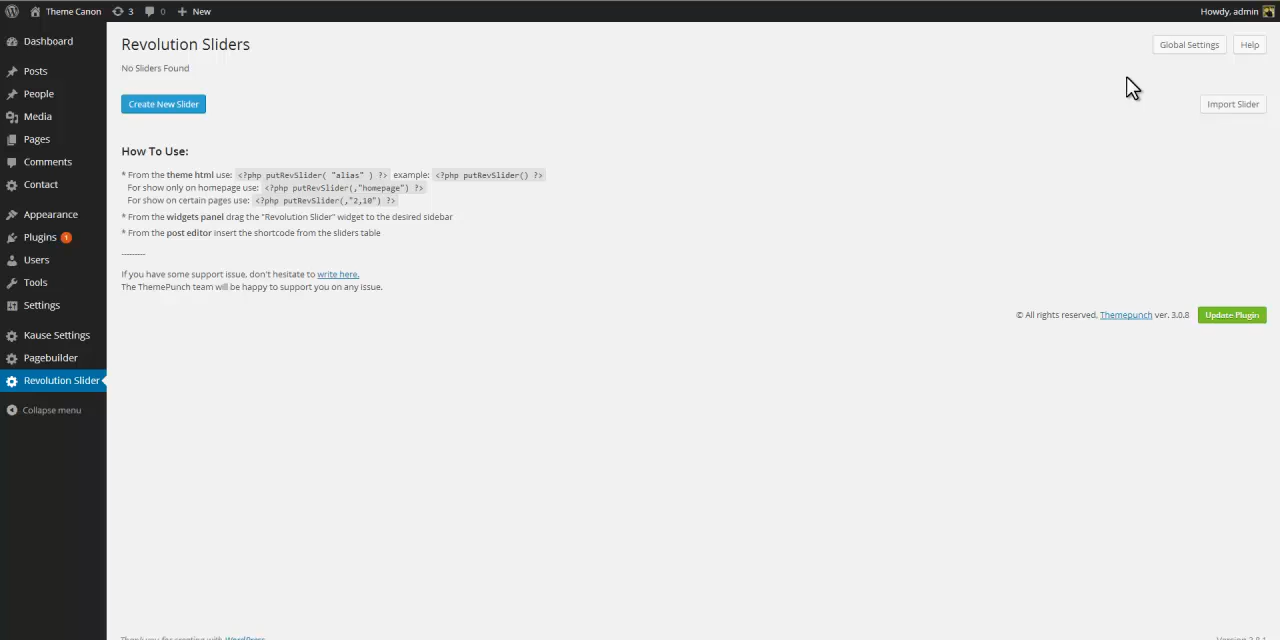 Theme Canon 3 0 New Howdy, admin
Dashboard
Posts
People
Media
Pages
Comments
Contact
Appearance
Plugins 1
Users
Tools
Settings
Kause Settings
Pagebuilder
Revolution Slider
Collapse menu
Revolution Sliders
Global Settings Help
No Sliders Found
Create New Slider
Import Slider
How To Use:
* From the theme html use: <?php putRevSlider( "alias" ) ?> example: <?php putRevSlider() ?>
For show only on homepage use: <?php putRevSlider(,"homepage") ?>
For show on certain pages use: <?php putRevSlider(,"2,10") ?>
* From the widgets panel drag the "Revolution Slider" widget to the desired sidebar
* From the post editor insert the shortcode from the sliders table
---------
If you have some support issue, don't hesitate to write here.
The ThemePunch team will be happy to support you on any issue.
© All rights reserved, Themepunch ver. 3.0.8 Update Plugin
Thank you for creating with WordPress.